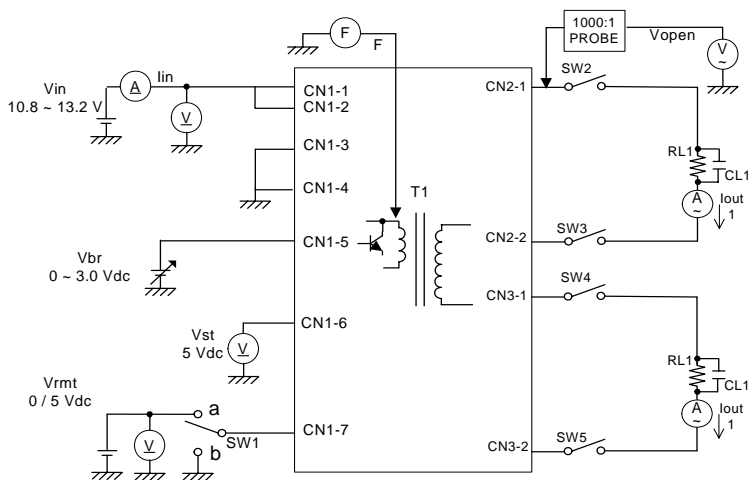 F
F
1000:1
PROBE
Vopen
V
~
Vin
10.8 ~ 13.2 V
A
Iin
V
CN1-1
CN1-2
CN1-3
CN1-4
CN2-1
SW2
RL1
CL1
A
~
Iout
1
T1
Vbr
0 ~ 3.0 Vdc
CN1-5
CN2-2
SW3
CN3-1
SW4
Vst
5 Vdc
V
CN1-6
RL1
CL1
A
~
Iout
1
Vrmt
0 / 5 Vdc
V
a
b
SW1
CN1-7
CN3-2
SW5